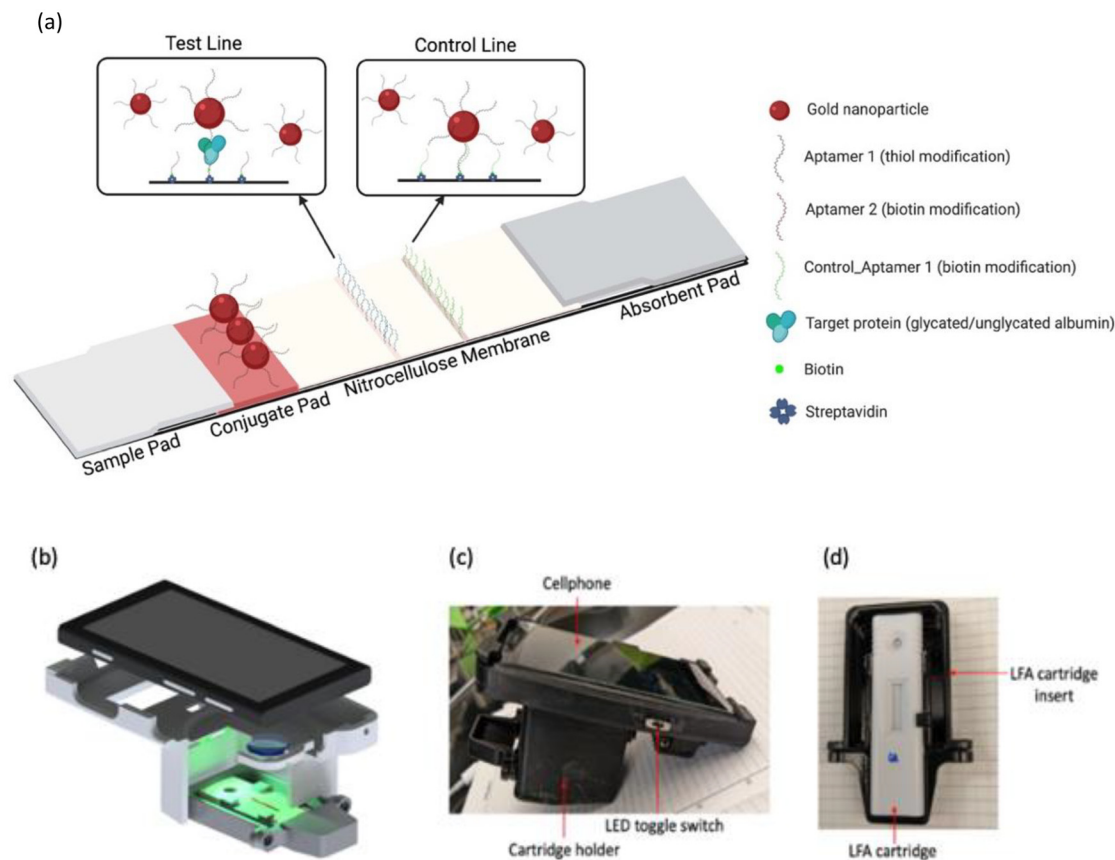 (a)
Test Line
Control Line
Gold nanoparticle
Aptamer 1 (thiol modification)
Aptamer 2 (biotin modification)
Control_Aptamer 1 (biotin modification)
Target protein (glycated/unglycated albumin)
Biotin
Streptavidin
Sample Pad
Conjugate Pad
Nitrocellulose Membrane
Absorbent Pad
(b)
(c)
Cellphone
LED toggle switch
Cartridge holder
(d)
LFA cartridge
insert
LFA cartridge